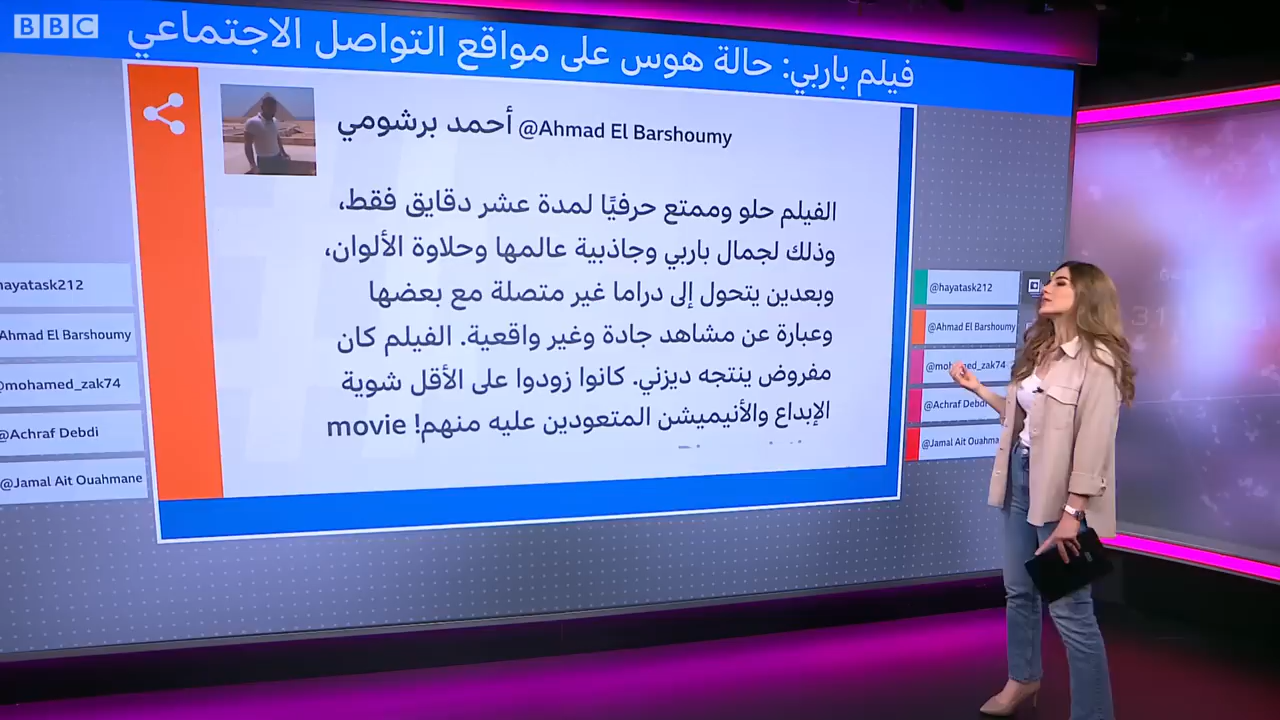 BBC
فيلم باربي: حالة هوس على مواقع التواصل الاجتماعي
أحمد برشومي @Ahmad El Barshoumy
الفيلم حلو وممتع حرفيًا لمدة عشر دقايق فقط،
وذلك لجمال باربي وجاذبية عالمها وحلاوة الألوان،
وبعدين يتحول إلى دراما غير متصلة مع بعضها
وعبارة عن مشاهد جادة وغير واقعية. الفيلم كان
مفروض ينتجه ديزني. كانوا زودوا على الأقل شوية
الإبداع والأنيميشن المتعودين عليه منهم! movie
hayatask212
Ahmad El Barshoumy
@mohamed_zak74
@Achraf Debdi
@Jamal Ait Ouahmane
@hayatask212
@Ahmad El Barshoumy
@mohamed_zak74
@Achraf Debdi
@Jamal Ait Ouahma